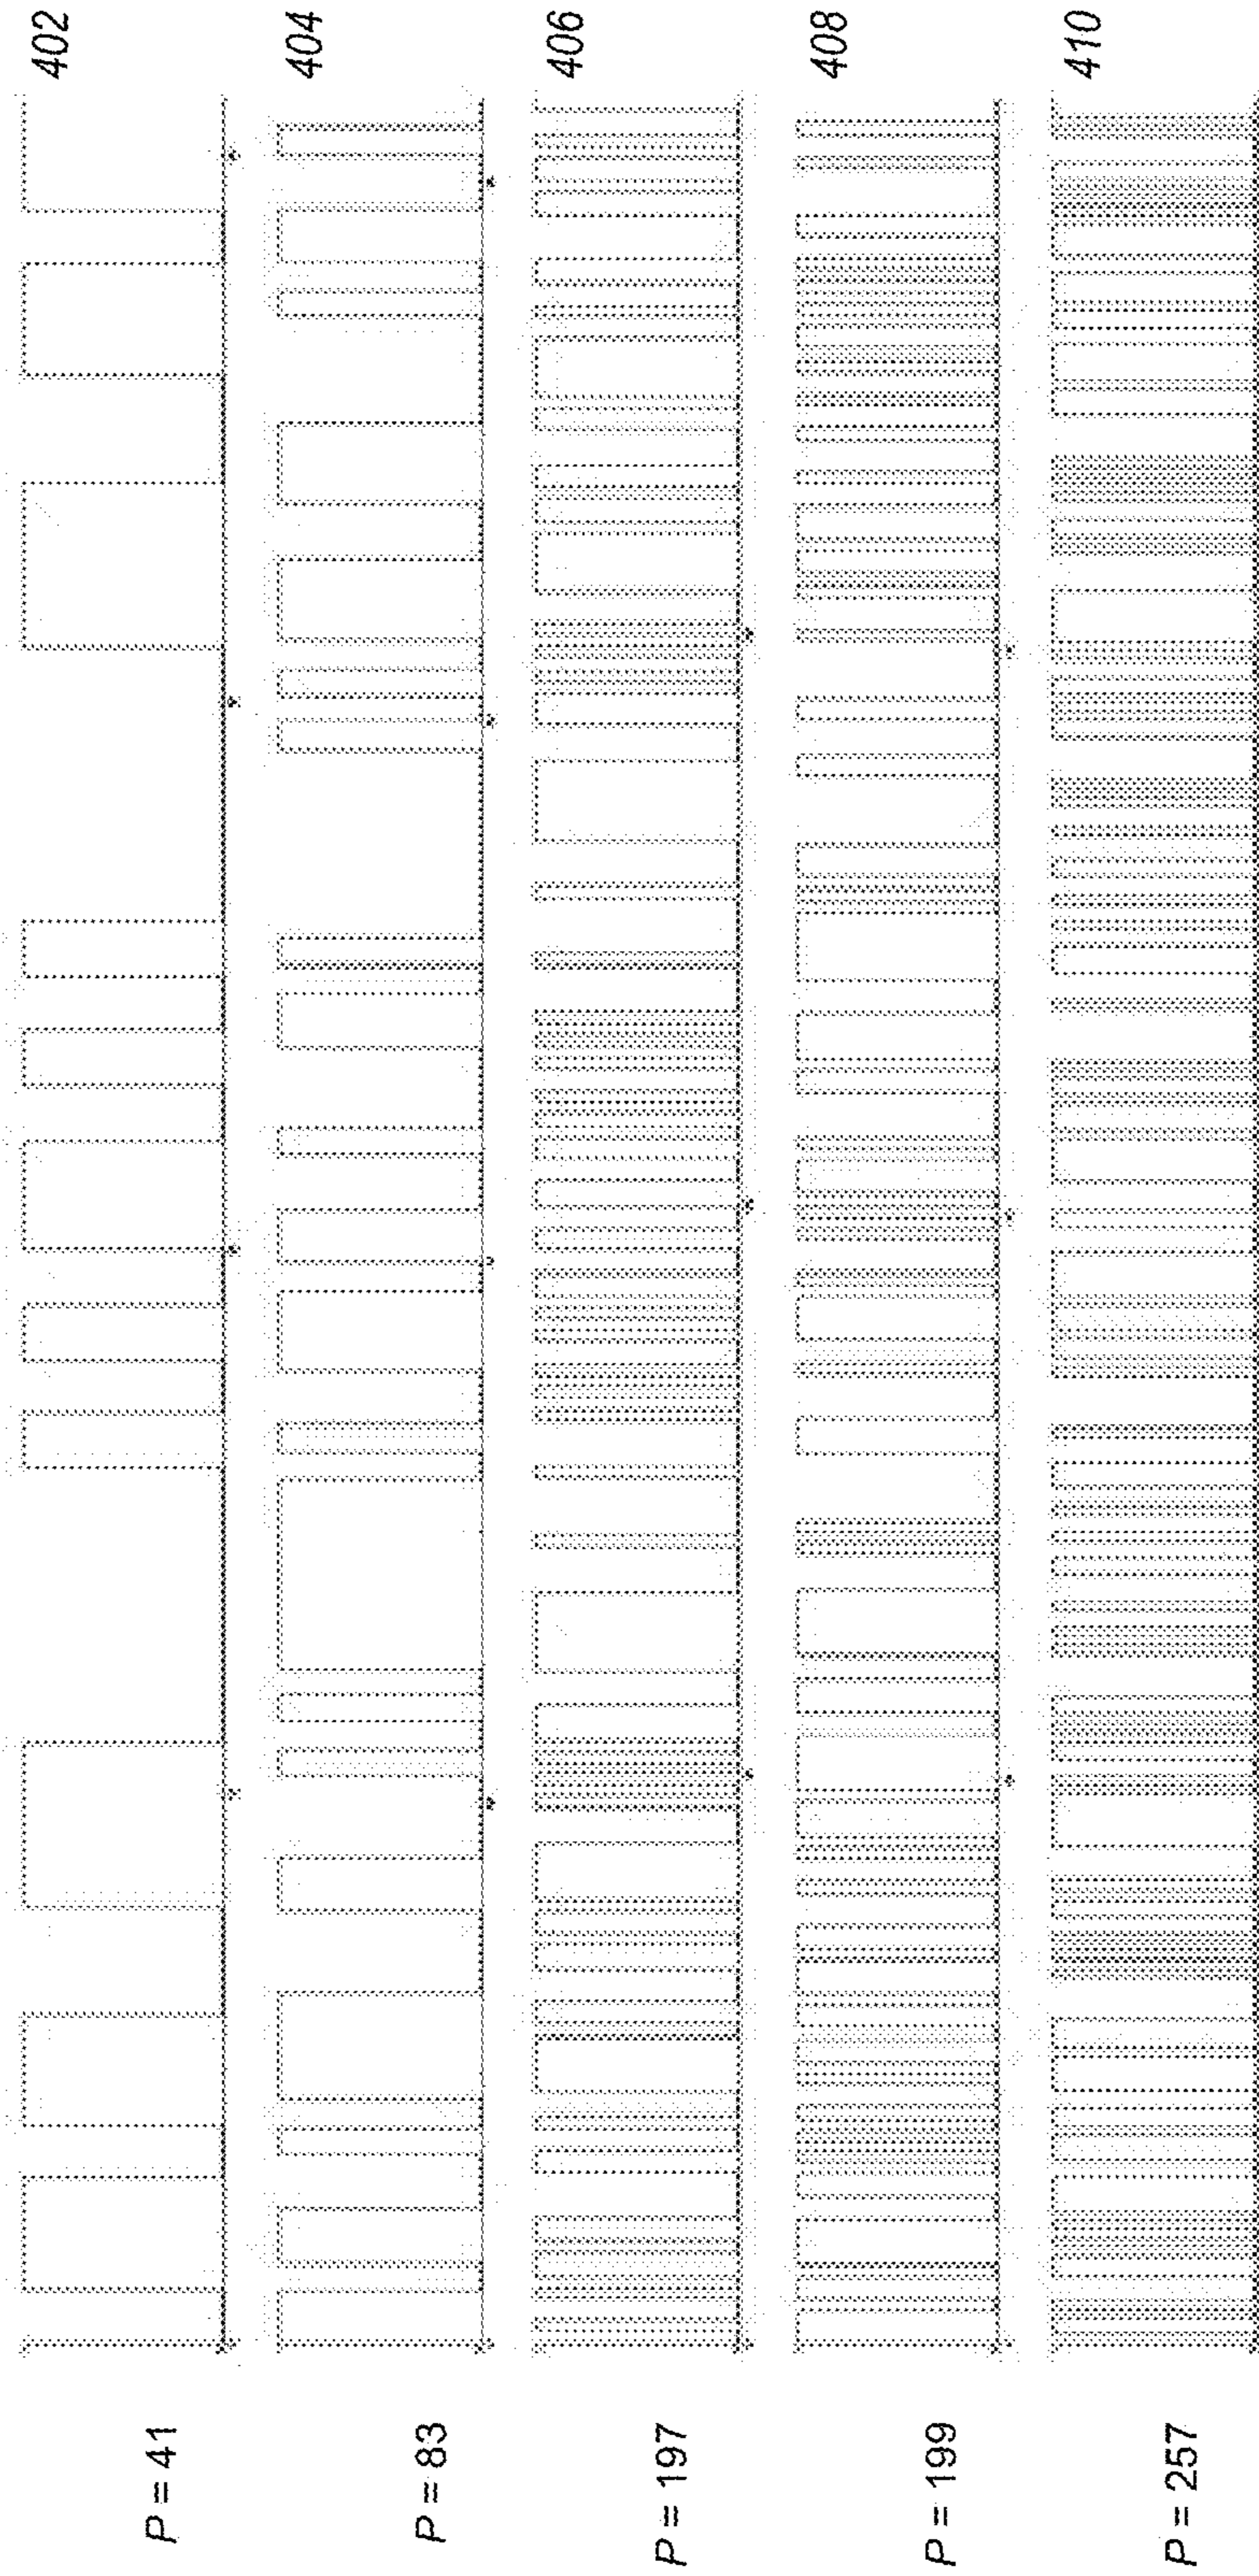 P = 41
402
P = 83
404
P = 197
406
P = 199
408
P = 257
410